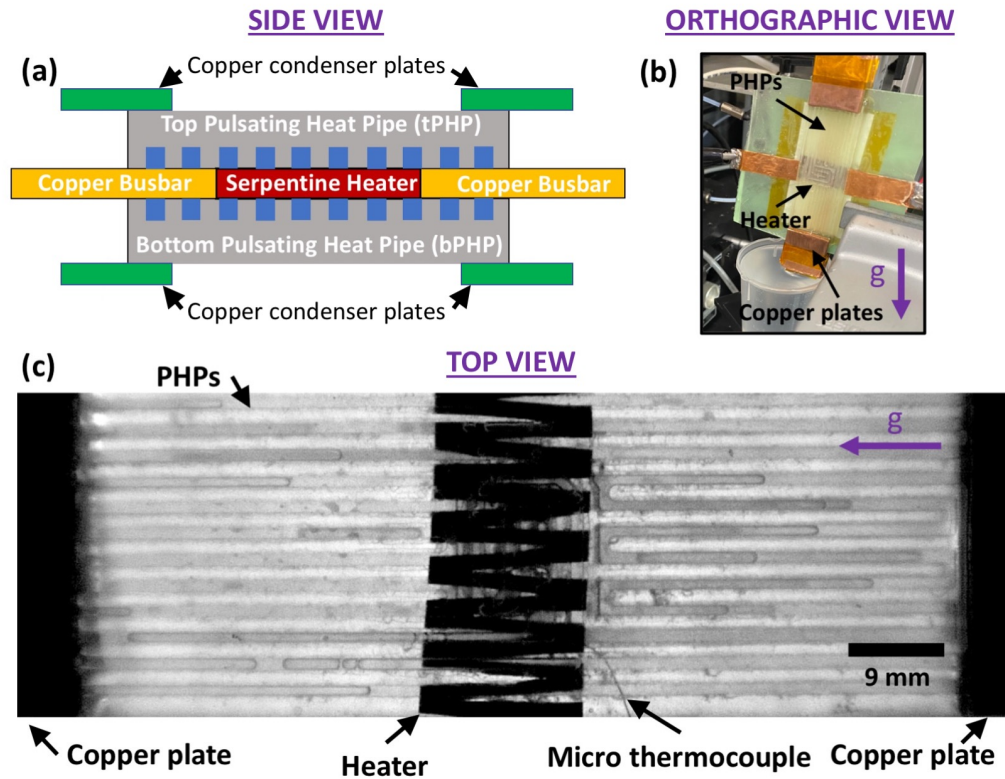 SIDE VIEW
(a)
Copper condenser plates
Top Pulsating Heat Pipe (tPHP)
Copper Busbar
Serpentine Heater
Copper Busbar
Bottom Pulsating Heat Pipe (bPHP)
Copper condenser plates
ORTHOGRAPHIC VIEW
(b)
PHPs
Heater
g
Copper plates
TOP VIEW
(c)
PHPs
g
9 mm
Copper plate
Heater
Micro thermocouple
Copper plate